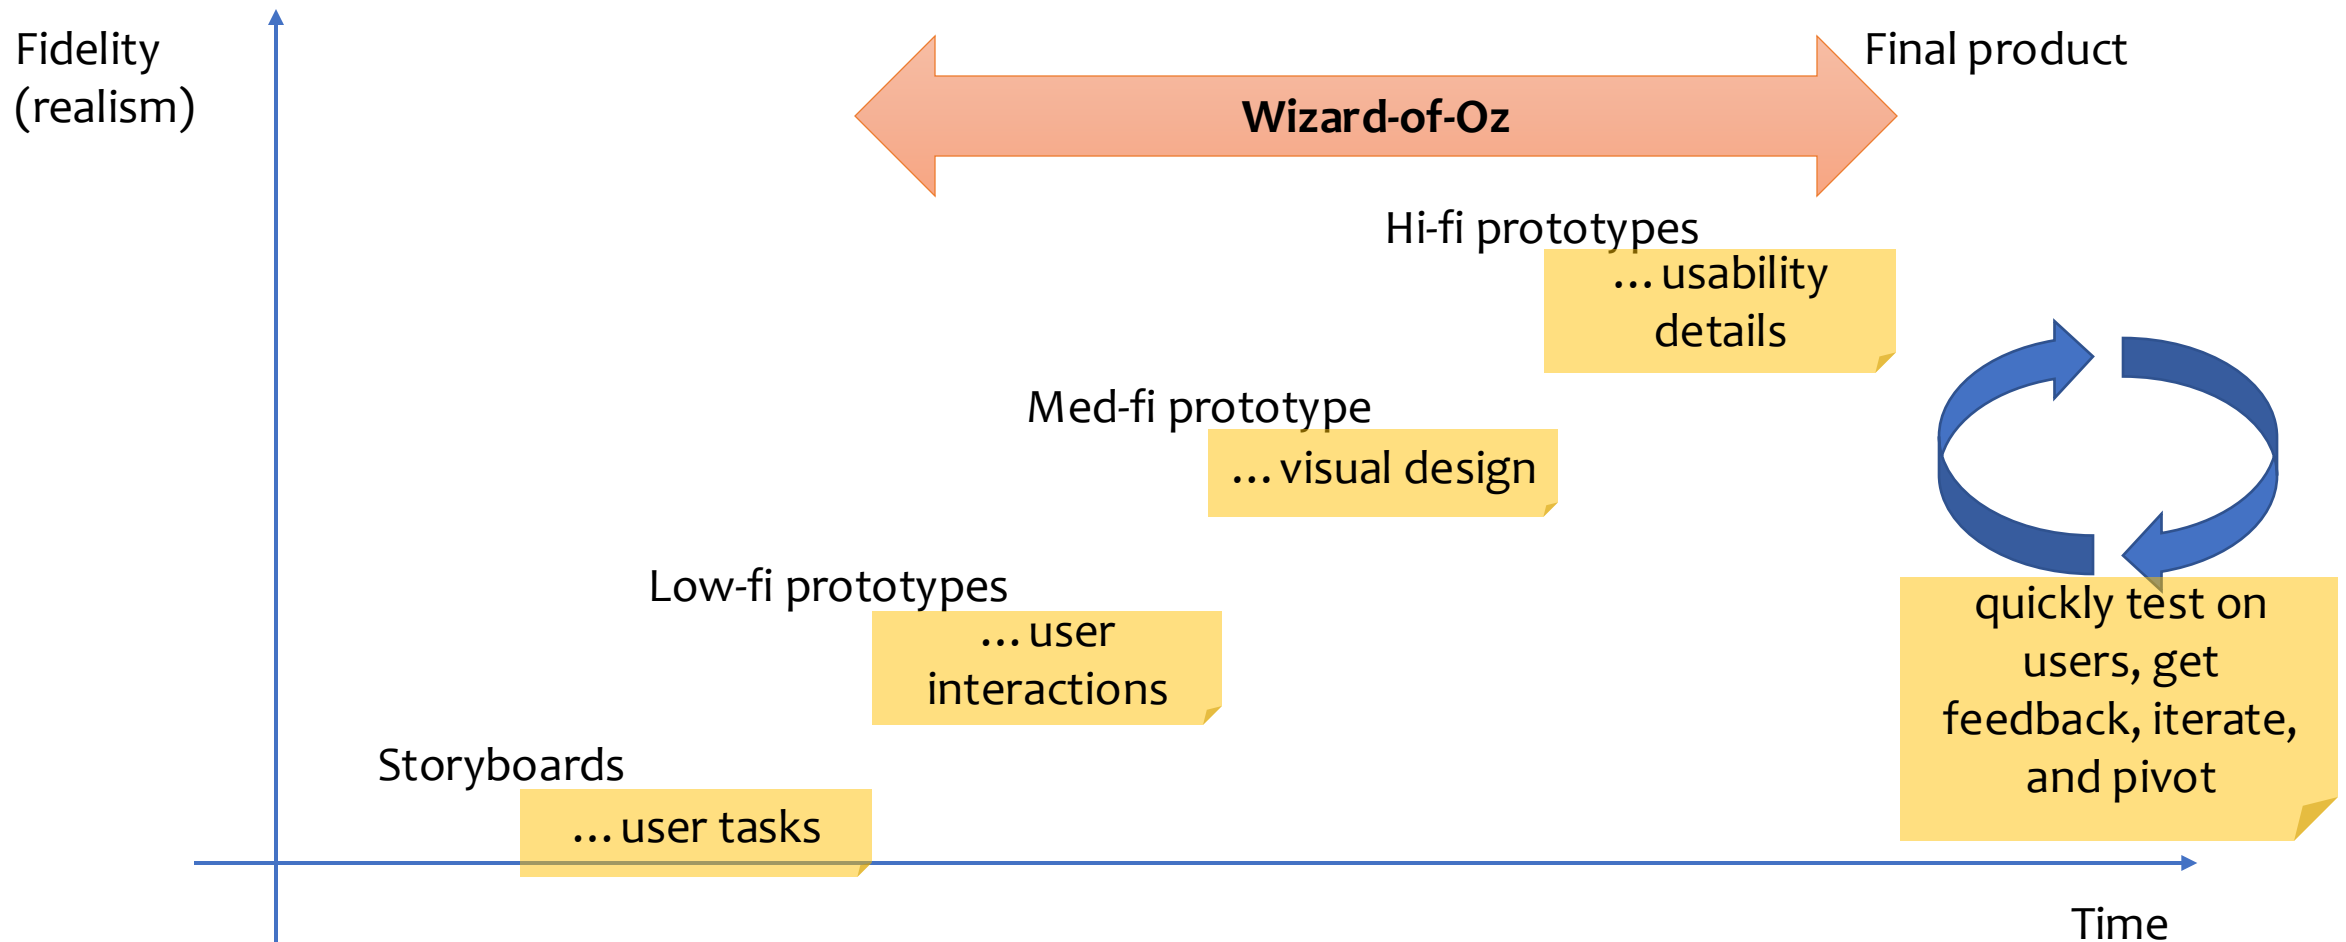 Fidelity
(realism)
Final product
Wizard-of-Oz
Hi-fi prototypes
...usability
details
Med-fi prototype
...visual design
Low-fi prototypes
...user
interactions
Storyboards
...user tasks
quickly test on
users, get
feedback, iterate,
and pivot
Time